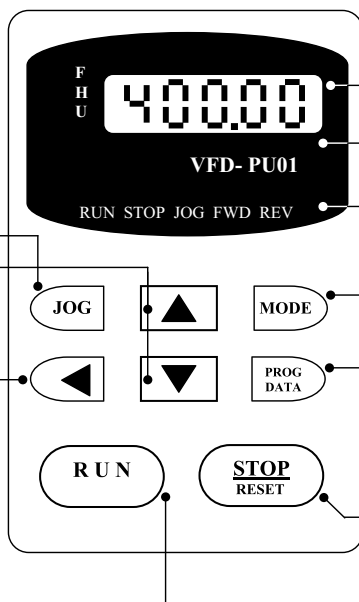 F
H
U
400.00
VFD- PU01
RUN STOP JOG FWD REV
JOG
MODE
PROG
DATA
RUN
STOP
RESET